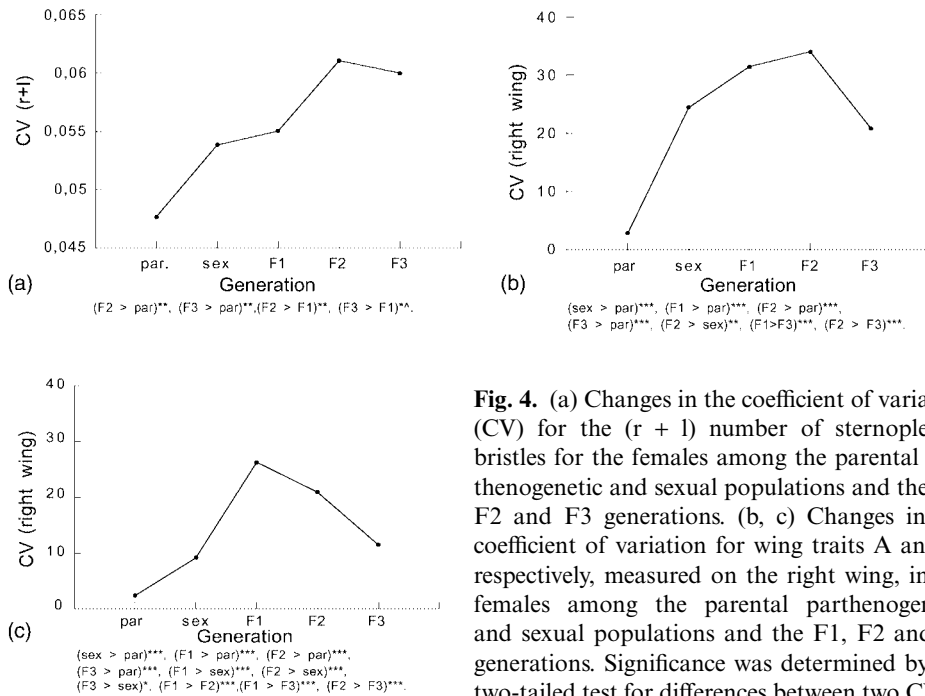 0,065
0,06
0,055
0,05
0,045
CV (r+l)
par.
sex
F1
F2
F3
Generation
(a)
(F2 > par)**, (F3 > par)**,(F2 > F1)**, (F3 > F1)*^.
40
30
20
10
0
CV (right wing)
par
sex
F1
F2
F3
Generation
(b)
(sex > par)***, (F1 > par)***, (F2 > par)***,
(F3 > par)***, (F2 > sex)**, (F1>F3)***, (F2 > F3)***.
40
30
20
10
0
CV (right wing)
par
sex
F1
F2
F3
Generation
(c)
(sex > par)***, (F1 > par)***, (F2 > par)***,
(F3 > par)***, (F1 > sex)***, (F2 > sex)***,
(F3 > sex)*, (F1 > F2)***,(F1 > F3)***, (F2 > F3)***.
Fig. 4. (a) Changes in the coefficient of varia
(CV) for the (r + l) number of sternople
bristles for the females among the parental
thenogenetic and sexual populations and the
F2 and F3 generations. (b, c) Changes in
coefficient of variation for wing traits A an
respectively, measured on the right wing, in
females among the parental parthenoger
and sexual populations and the F1, F2 and
generations. Significance was determined by
two-tailed test for differences between two C